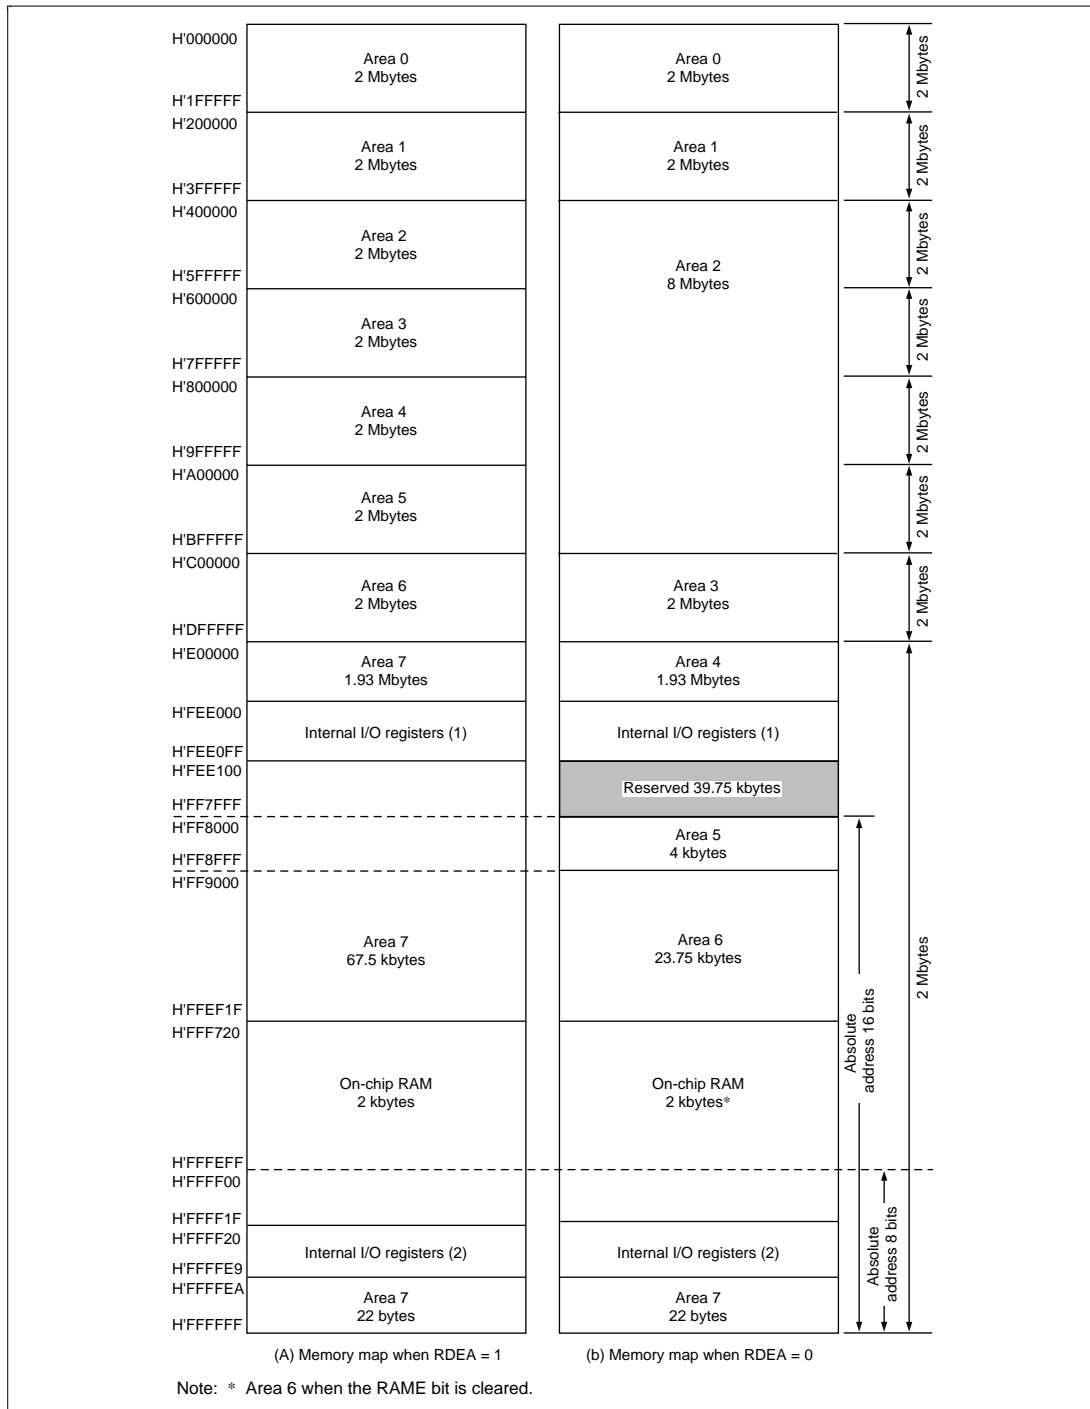 H'000000
Area 0
2 Mbytes
Area 0
2 Mbytes
2 Mbytes
H'1FFFFF
H'200000
Area 1
2 Mbytes
Area 1
2 Mbytes
2 Mbytes
H'3FFFFF
H'400000
Area 2
2 Mbytes
Area 2
8 Mbytes
2 Mbytes
H'5FFFFF
H'600000
Area 3
2 Mbytes
2 Mbytes
H'7FFFFF
H'800000
Area 4
2 Mbytes
2 Mbytes
H'9FFFFF
H'A00000
Area 5
2 Mbytes
2 Mbytes
H'BFFFFF
H'C00000
Area 6
2 Mbytes
Area 3
2 Mbytes
2 Mbytes
H'DFFFFF
H'E00000
Area 7
1.93 Mbytes
Area 4
1.93 Mbytes
H'FEE000
Internal I/O registers (1)
Internal I/O registers (1)
H'FEE0FF
H'FEE100
Reserved 39.75 kbytes
H'FF7FFF
H'FF8000
Area 5
4 kbytes
H'FF8FFF
H'FF9000
Area 7
67.5 kbytes
Area 6
23.75 kbytes
2 Mbytes
H'FFEF1F
H'FFF720
Absolute
address 16 bits
On-chip RAM
2 kbytes
On-chip RAM
2 kbytes*
H'FFFEFF
H'FFFF00
H'FFFF1F
H'FFFF20
Internal I/O registers (2)
Internal I/O registers (2)
Absolute
address 8 bits
H'FFFFE9
H'FFFFEA
Area 7
22 bytes
Area 7
22 bytes
H'FFFFFF
(A) Memory map when RDEA = 1
(b) Memory map when RDEA = 0
Note: * Area 6 when the RAME bit is cleared.